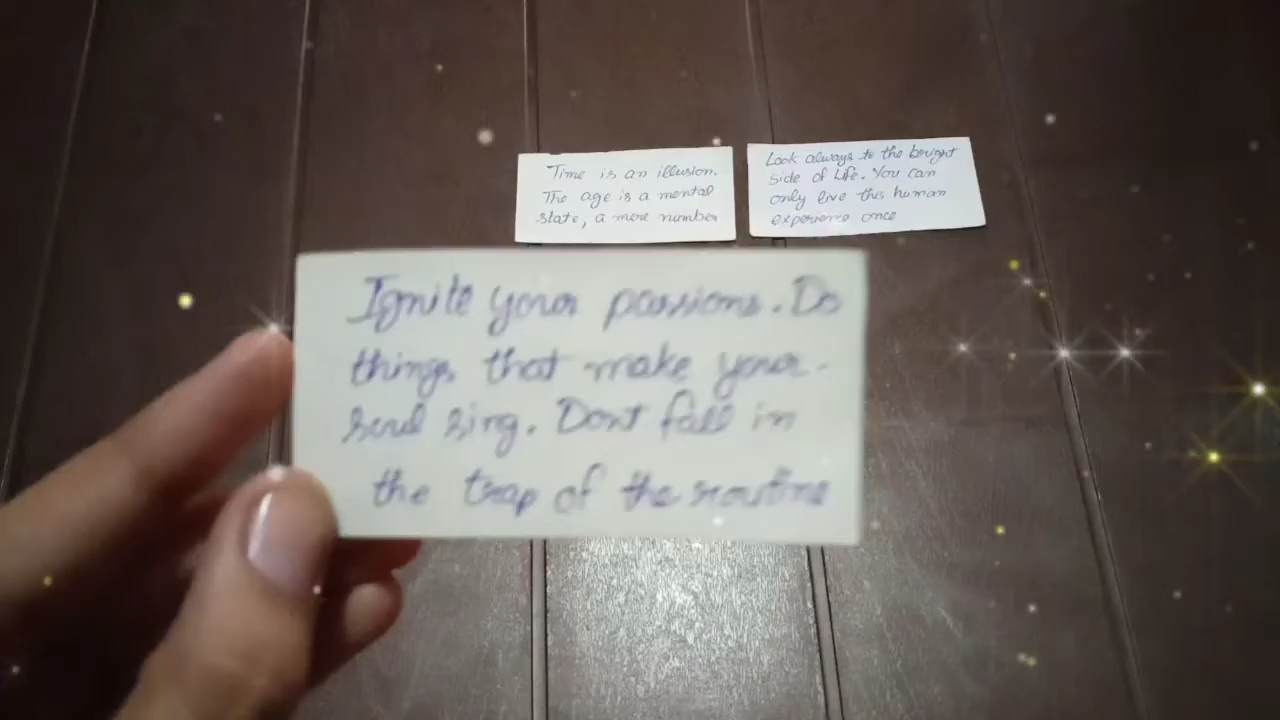 Time is an illusion.
The age is a mental
state, a mere number
Look always to the bright
side of Life. You can
only live this human
experience once
Ignite your passions. Do
things that make your
soul sing. Dont fall in
the trap of the routine